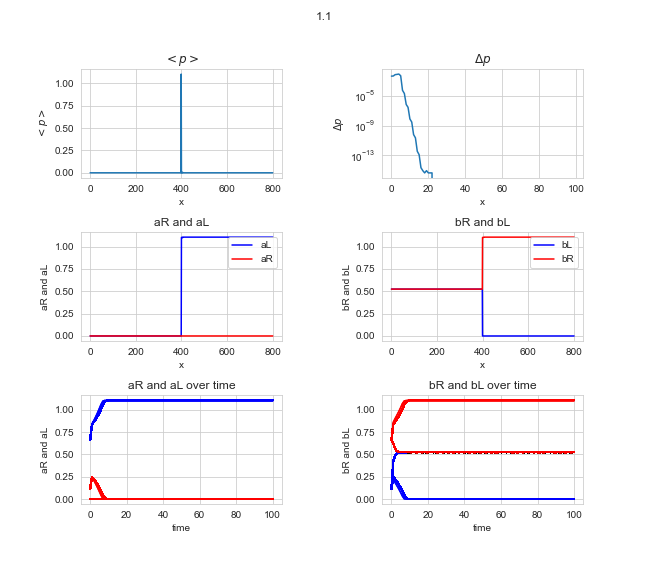 1.1
< p >
Δp
< p >
1.00
0.75
0.50
0.25
0.00
0 200 400 600 800
x
Δp
10⁻⁵
10⁻⁹
10⁻¹³
0 20 40 60 80 100
x
aR and aL
bR and bL
aR and aL
1.00
0.75
0.50
0.25
0.00
aL
aR
0 200 400 600 800
x
bR and bL
1.00
0.75
0.50
0.25
0.00
bL
bR
0 200 400 600 800
x
aR and aL over time
bR and bL over time
aR and aL
1.00
0.75
0.50
0.25
0.00
0 20 40 60 80 100
time
bR and bL
1.00
0.75
0.50
0.25
0.00
0 20 40 60 80 100
time